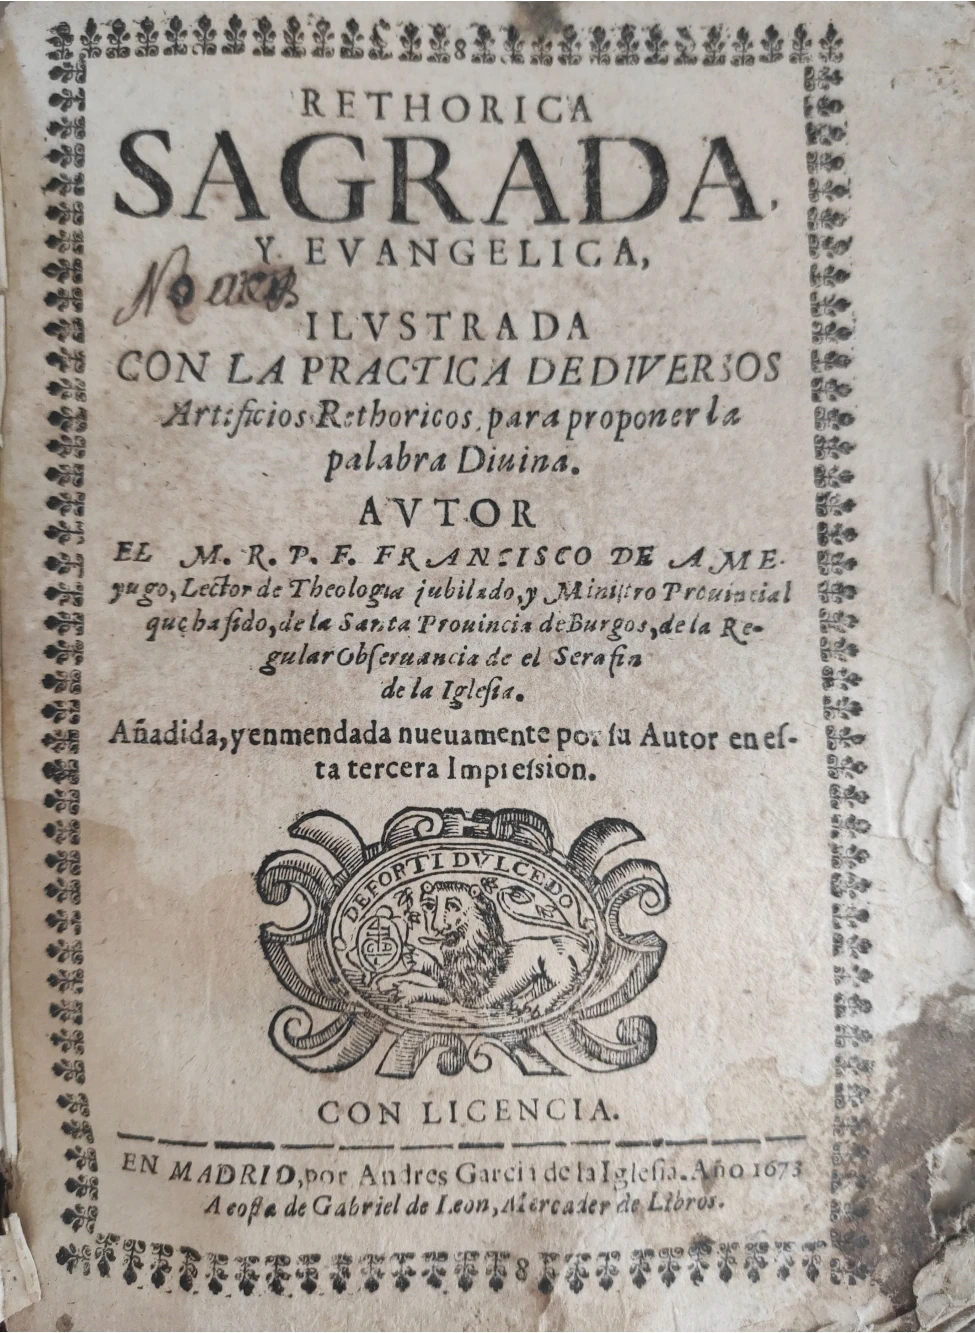 RETHORICA
SAGRADA,
Y EVANGELICA,
ILVSTRADA
CON LA PRACTICA DE DIVERSOS
Artificios Rethoricos, para proponer la
palabra Diuina.
AVTOR
EL M. R. P. F. FRANCISCO DE AME-
yugo, Lector de Theologia jubilado, y Ministro Prouincial
que ha sido, de la Santa Prouincia de Burgos, de la Re-
gular Obseruancia de el Serafin
de la Iglesia.
Añadida, y enmendada nueuamente por su Autor en es-
ta tercera Impression.
DE FORTI DVLCEDO
CON LICENCIA.
EN MADRID, por Andres Garcia de la Iglesia. Año 1673
A costa de Gabriel de Leon, Mercader de Libros.